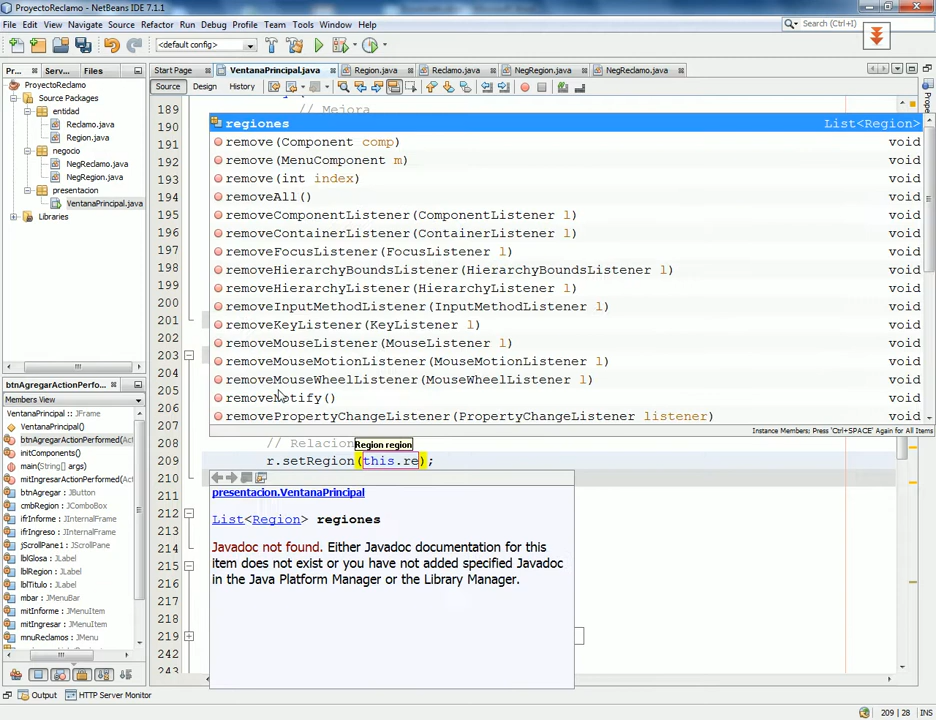 ProyectoReclamo - NetBeans IDE 7.1.1
File Edit View Navigate Source Refactor Run Debug Profile Team Tools Window Help
Search (Ctrl+I)
<default config>
Pr... Serv... Files
Start Page VentanaPrincipal.java Region.java Reclamo.java NegRegion.java NegReclamo.java
Source Design History
ProyectoReclamo
Source Packages
entidad
Reclamo.java
Region.java
negocio
NegReclamo.java
NegRegion.java
presentacion
VentanaPrincipal.java
Libraries
189 // Mejora
190
191
192
193
194
195
196
197
198
199
200
201
202
203
204
205
206
207
208 // Relacion
209 r.setRegion(this.re);
210
211
212
214
215
217
218
219
242
243
regiones List<Region>
remove(Component comp) void
remove(MenuComponent m) void
remove(int index) void
removeAll() void
removeComponentListener(ComponentListener l) void
removeContainerListener(ContainerListener l) void
removeFocusListener(FocusListener l) void
removeHierarchyBoundsListener(HierarchyBoundsListener l) void
removeHierarchyListener(HierarchyListener l) void
removeInputMethodListener(InputMethodListener l) void
removeKeyListener(KeyListener l) void
removeMouseListener(MouseListener l) void
removeMouseMotionListener(MouseMotionListener l) void
removeMouseWheelListener(MouseWheelListener l) void
removeNotify() void
removePropertyChangeListener(PropertyChangeListener listener) void
Instance Members; Press 'Ctrl+SPACE' Again for All Items
Region region
presentacion.VentanaPrincipal
List<Region> regiones
Javadoc not found. Either Javadoc documentation for this
item does not exist or you have not added specified Javadoc
in the Java Platform Manager or the Library Manager.
btnAgregarActionPerfo...
Members View
VentanaPrincipal :: JFrame
VentanaPrincipal()
btnAgregarActionPerformed(Acti
initComponents()
main(String[] args)
mitIngresarActionPerformed(Acti
btnAgregar : JButton
cmbRegion : JComboBox
ifrInforme : JInternalFrame
ifrIngreso : JInternalFrame
jScrollPane1 : JScrollPane
lblGlosa : JLabel
lblRegion : JLabel
lblTitulo : JLabel
mbar : JMenuBar
mitInforme : JMenuItem
mitIngresar : JMenuItem
mnuReclamos : JMenu
Output HTTP Server Monitor
209 | 28 INS